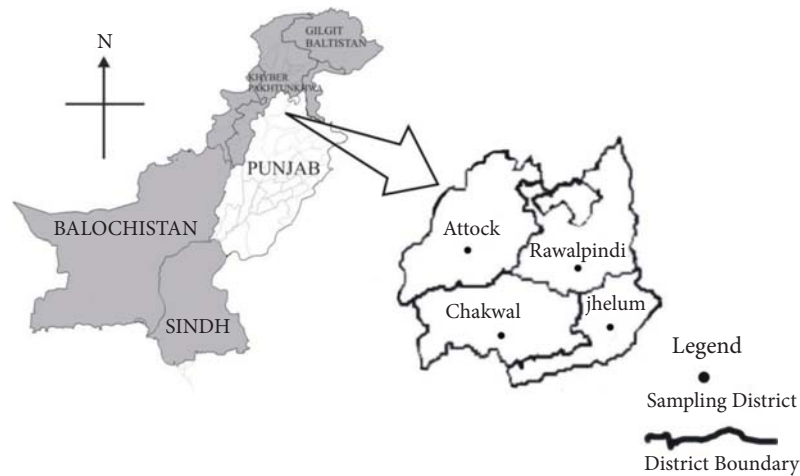 N
GILGIT
BALTISTAN
KHYBER
PAKHTUNKHWA
PUNJAB
BALOCHISTAN
SINDH
Attock
Rawalpindi
Chakwal
jhelum
Legend
Sampling District
District Boundary